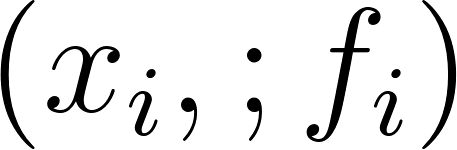 (x_i, ; f_i)